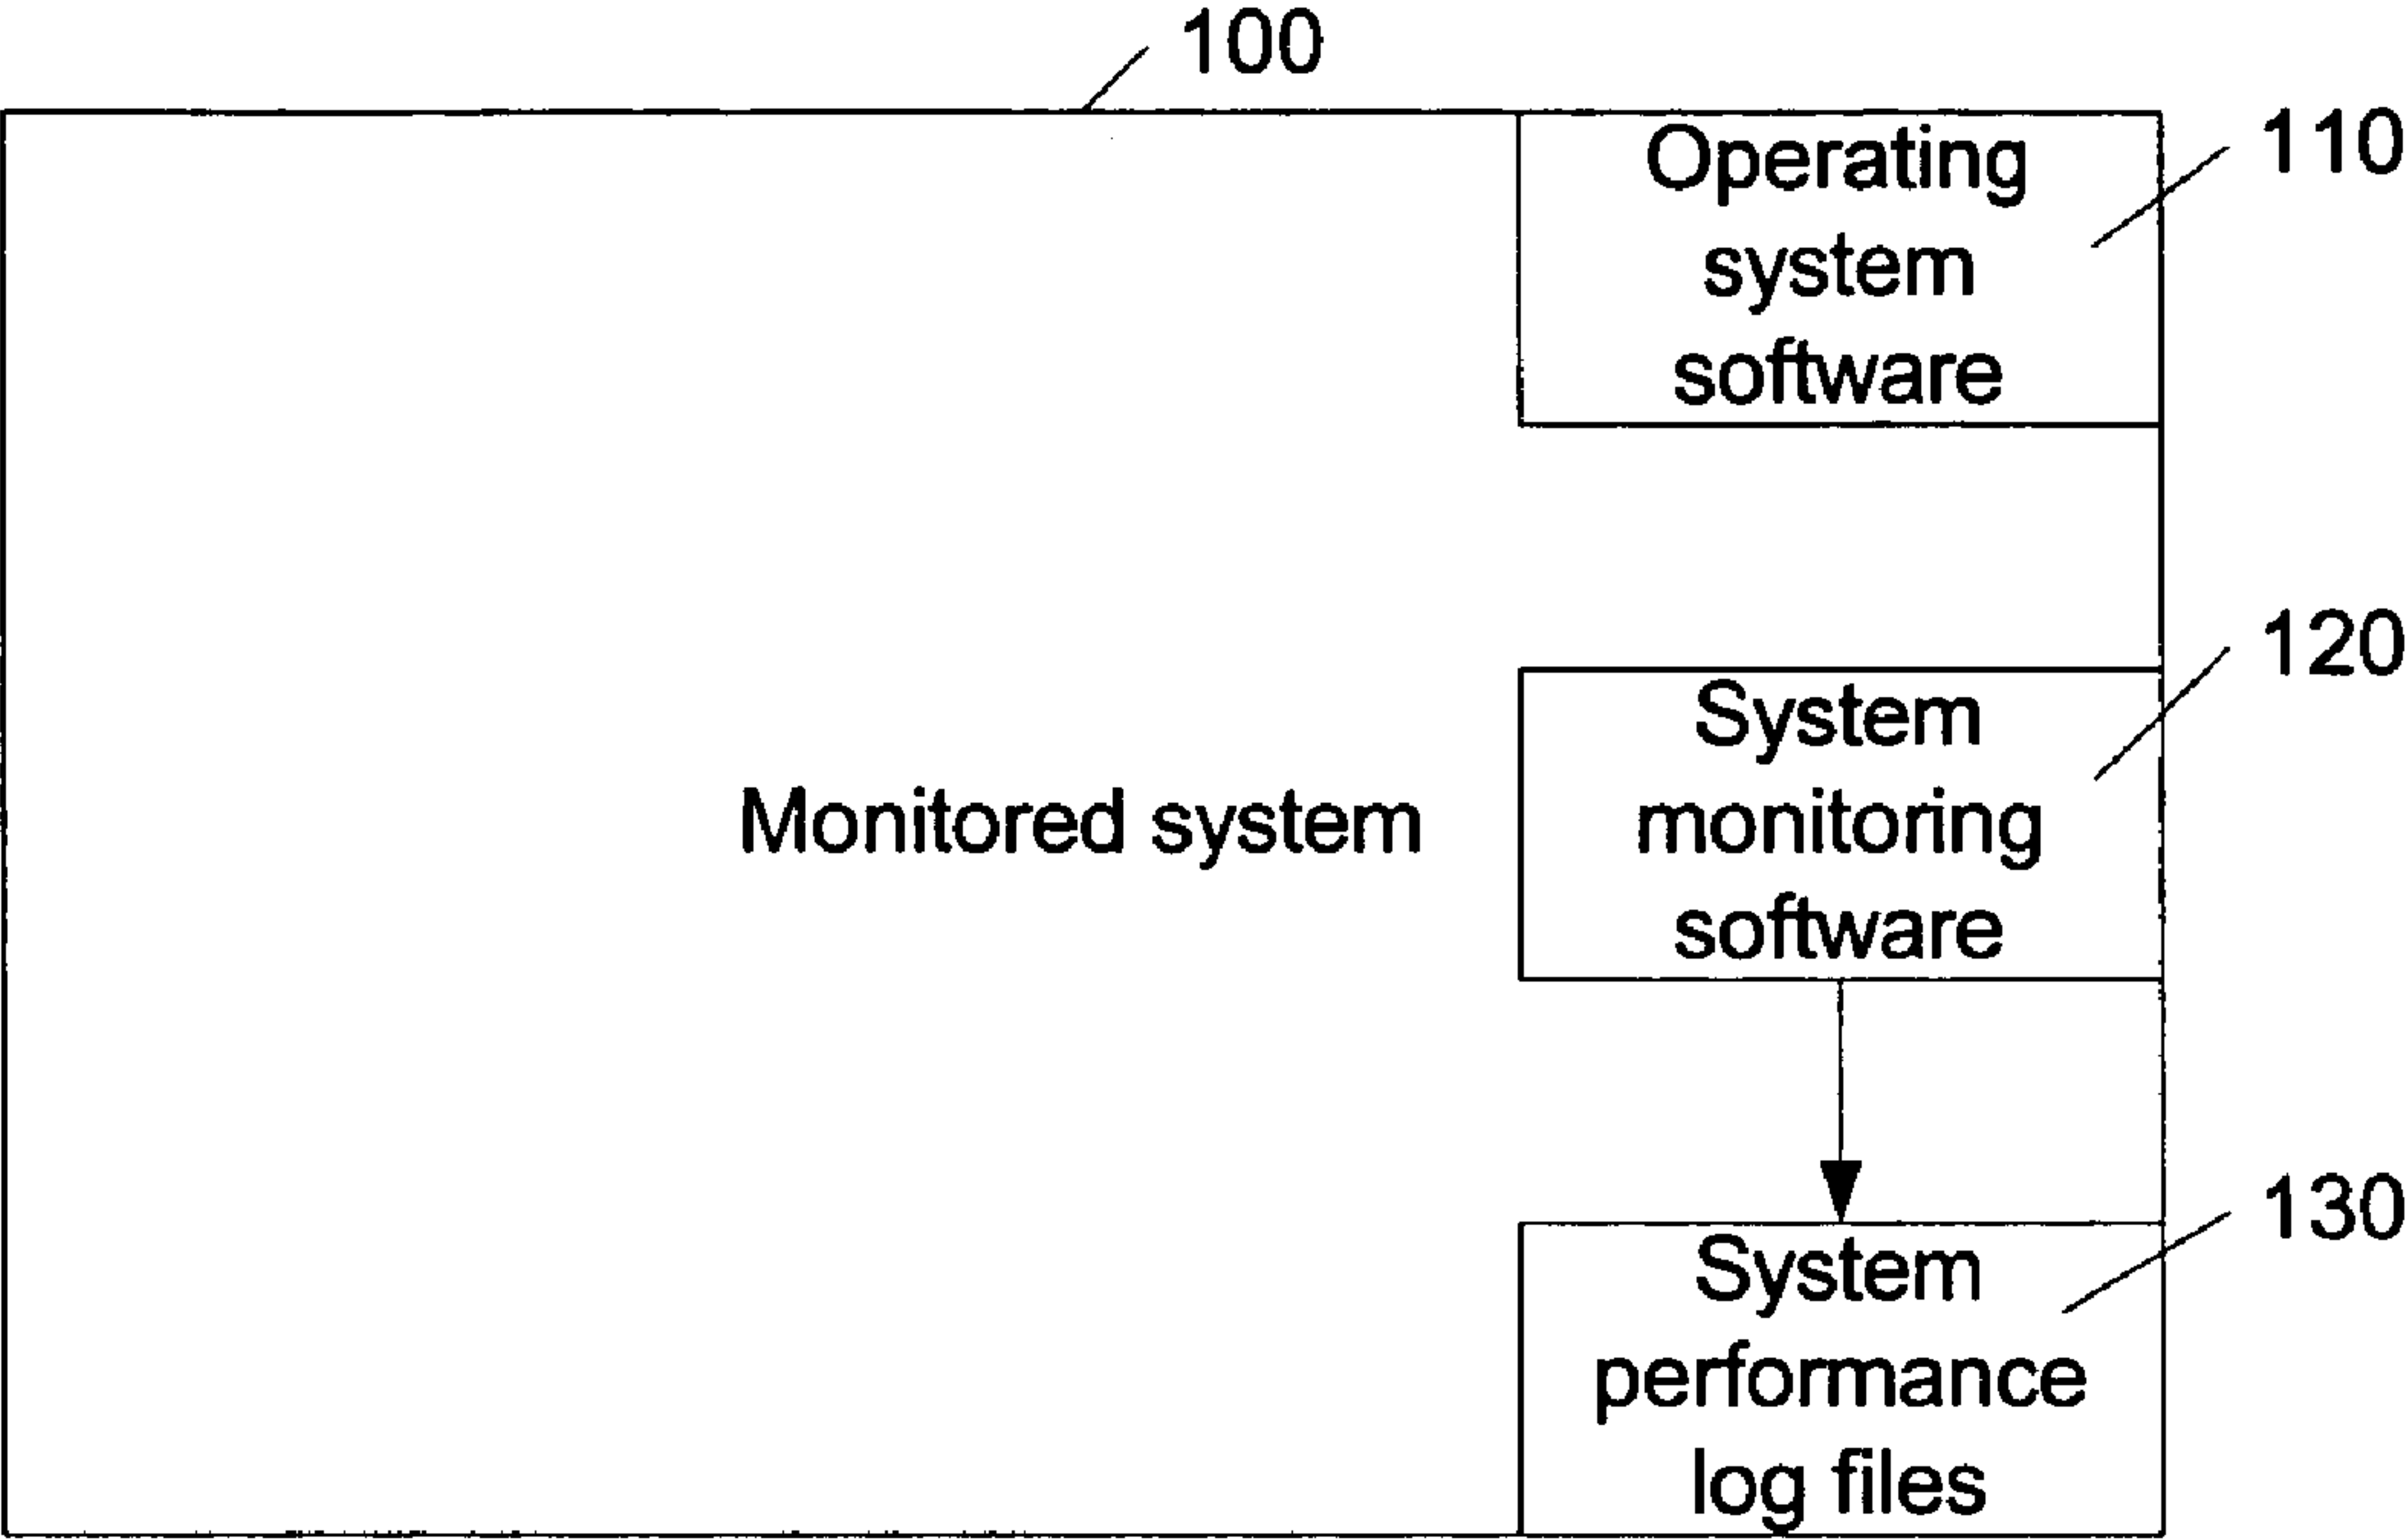 100
Operating
system
software
110
Monitored system
System
monitoring
software
120
System
performance
log files
130